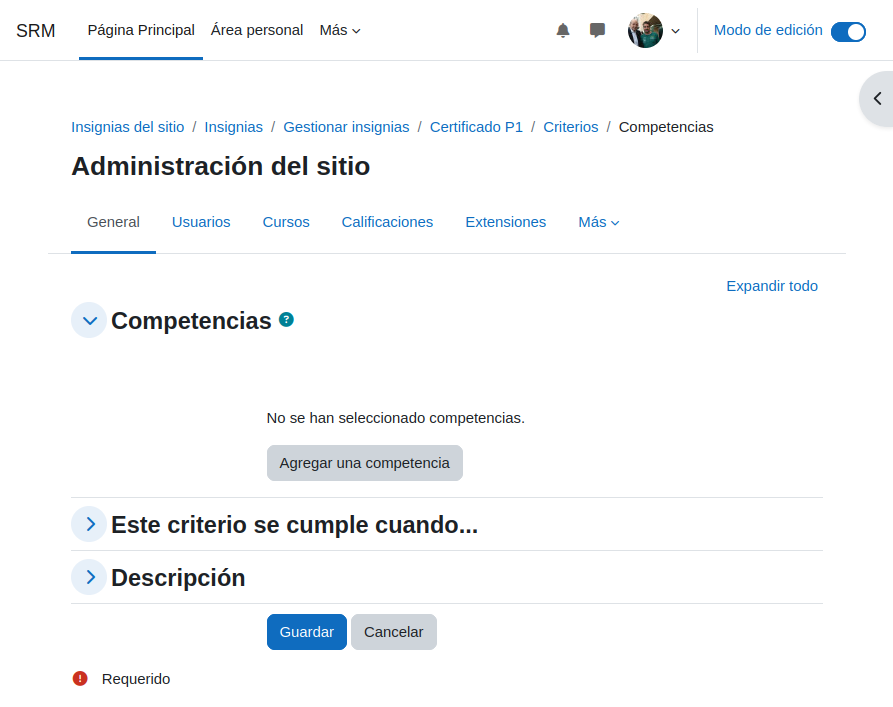 SRM Página Principal Área personal Más Modo de edición
Insignias del sitio / Insignias / Gestionar insignias / Certificado P1 / Criterios / Competencias
Administración del sitio
General Usuarios Cursos Calificaciones Extensiones Más
Expandir todo
Competencias ?
No se han seleccionado competencias.
Agregar una competencia
Este criterio se cumple cuando...
Descripción
Guardar Cancelar
! Requerido